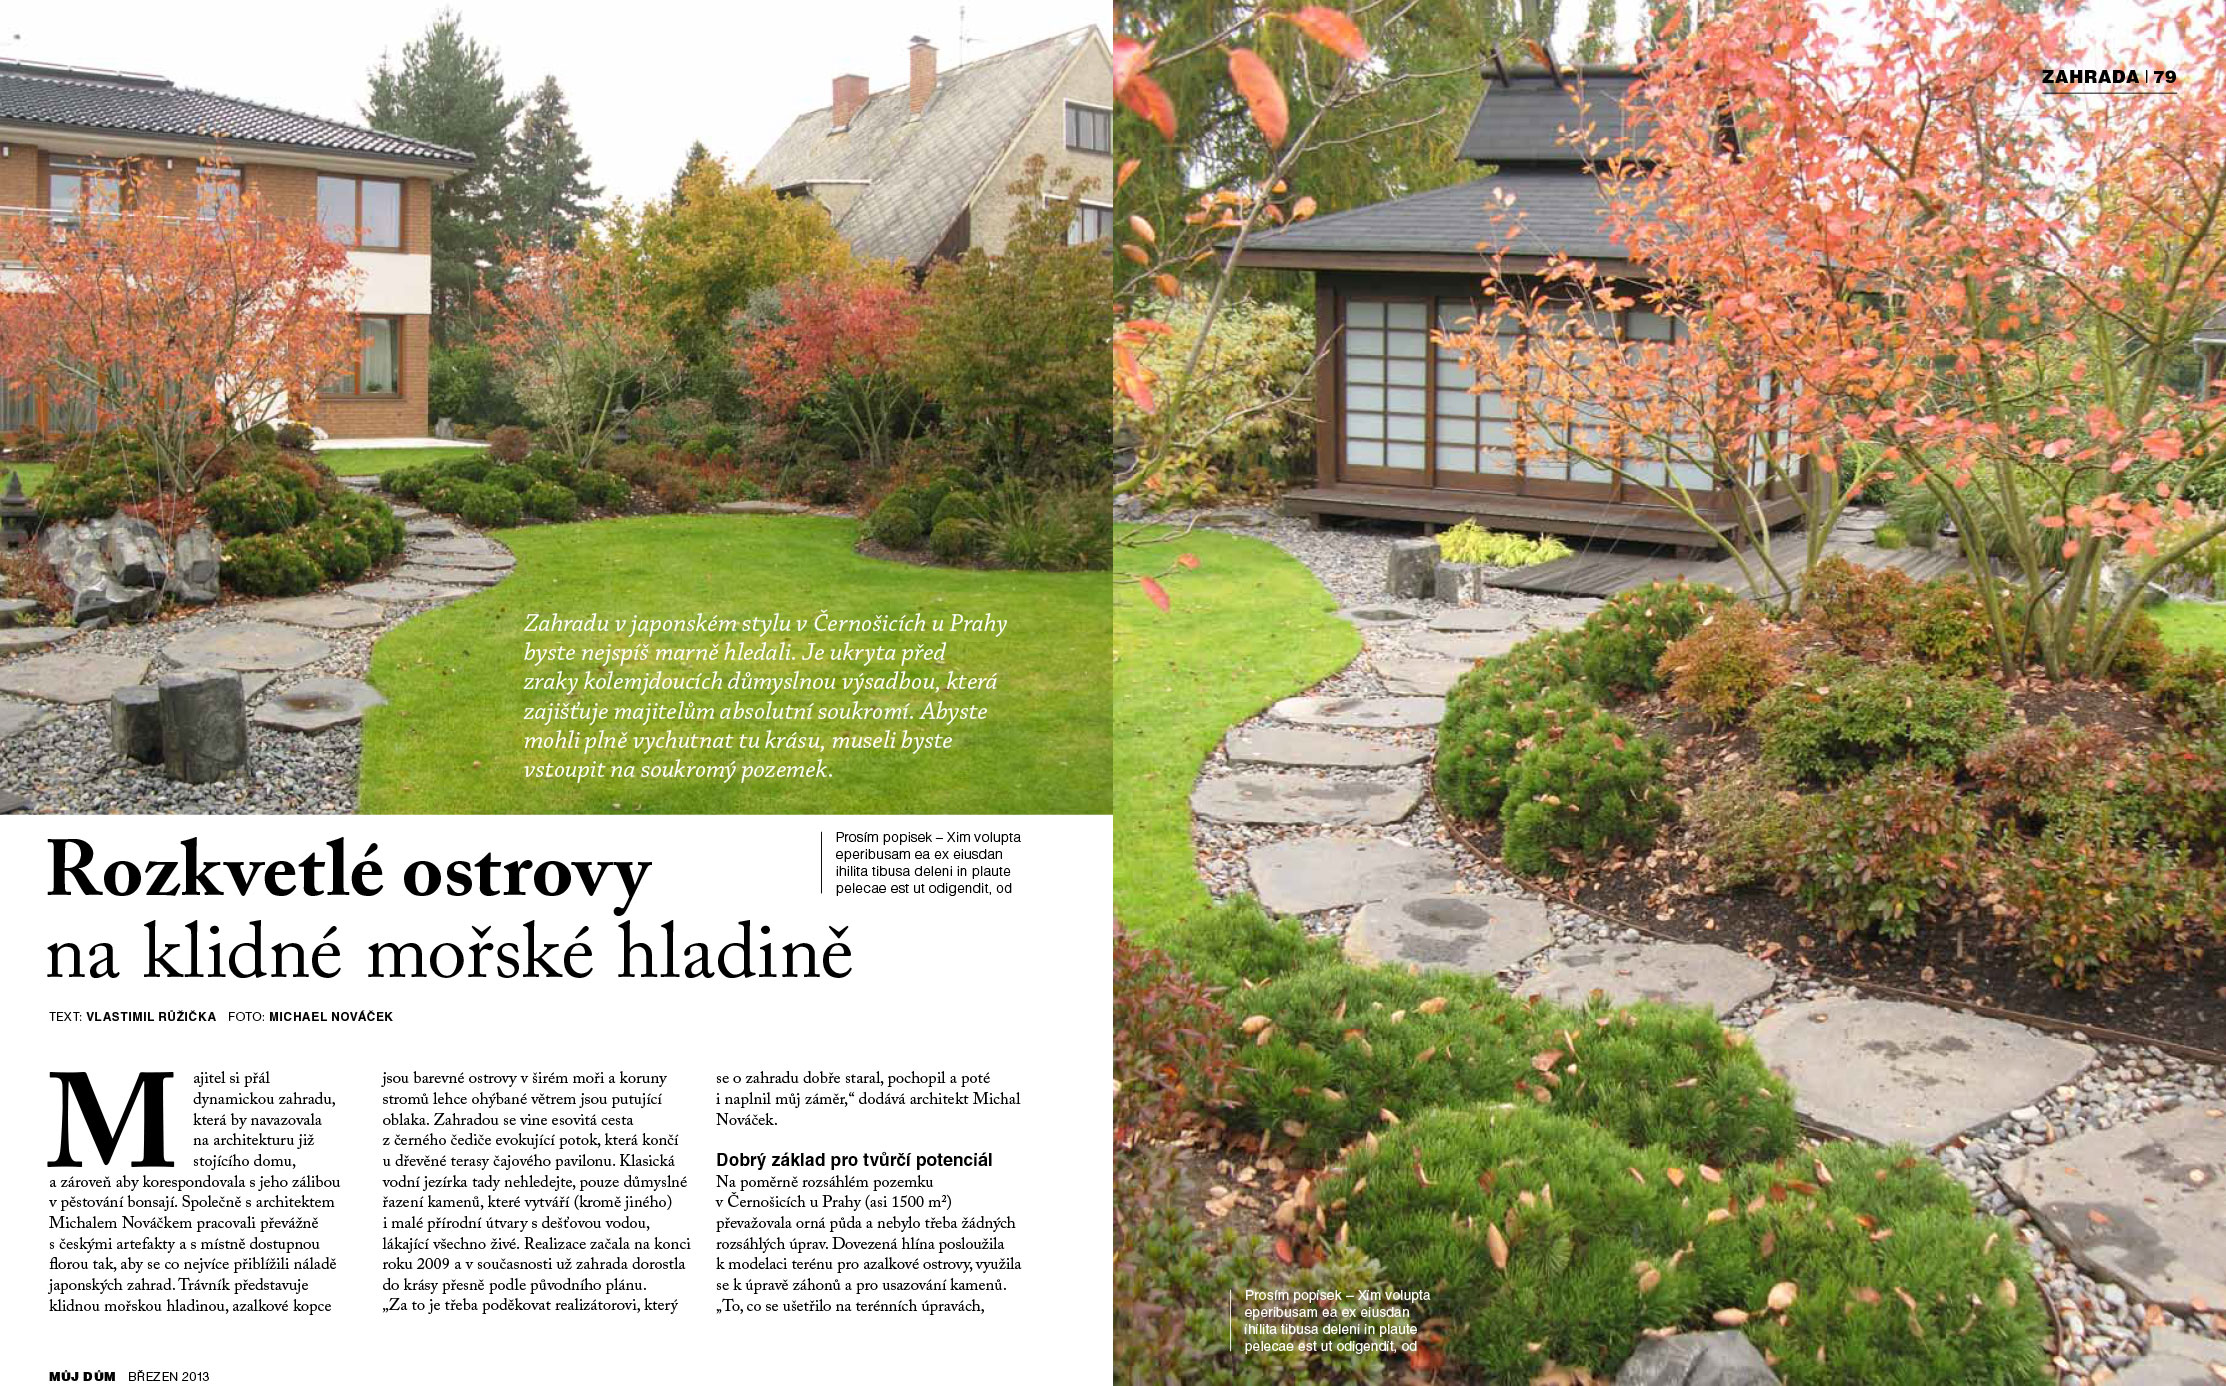 ZAHRADA | 79
Zahradu v japonském stylu v Černošicích u Prahy
byste nejspíš marně hledali. Je ukryta před
zraky kolemjdoucích důmyslnou výsadbou, která
zajišťuje majitelům absolutní soukromí. Abyste
mohli plně vychutnat tu krásu, museli byste
vstoupit na soukromý pozemek.
Prosím popisek – Xim volupta
eperibusam ea ex eiusdan
ihilita tibusa deleni in plaute
pelecae est ut odigendit, od
Rozkvetlé ostrovy
na klidné mořské hladině
TEXT: VLASTIMIL RŮŽIČKA FOTO: MICHAEL NOVÁČEK
Majitel si přál
dynamickou zahradu,
která by navazovala
na architekturu již
stojícího domu,
a zároveň aby korespondovala s jeho zálibou
v pěstování bonsají. Společně s architektem
Michalem Nováčkem pracovali převážně
s českými artefakty a s místně dostupnou
florou tak, aby se co nejvíce přiblížili náladě
japonských zahrad. Trávník představuje
klidnou mořskou hladinou, azalkové kopce
jsou barevné ostrovy v širém moři a koruny
stromů lehce ohýbané větrem jsou putující
oblaka. Zahradou se vine esovitá cesta
z černého čediče evokující potok, která končí
u dřevěné terasy čajového pavilonu. Klasická
vodní jezírka tady nehledejte, pouze důmyslné
řazení kamenů, které vytváří (kromě jiného)
i malé přírodní útvary s dešťovou vodou,
lákající všechno živé. Realizace začala na konci
roku 2009 a v současnosti už zahrada dorostla
do krásy přesně podle původního plánu.
„Za to je třeba poděkovat realizátorovi, který
se o zahradu dobře staral, pochopil a poté
i naplnil můj záměr,“ dodává architekt Michal
Nováček.
Dobrý základ pro tvůrčí potenciál
Na poměrně rozsáhlém pozemku
v Černošicích u Prahy (asi 1500 m²)
převažovala orná půda a nebylo třeba žádných
rozsáhlých úprav. Dovezená hlína posloužila
k modelaci terénu pro azalkové ostrovy, využila
se k úpravě záhonů a pro usazování kamenů.
„To, co se ušetřilo na terénních úpravách,
Prosím popisek – Xim volupta
eperibusam ea ex eiusdan
ihilita tibusa deleni in plaute
pelecae est ut odigendit, od
MŮJ DŮM BŘEZEN 2013